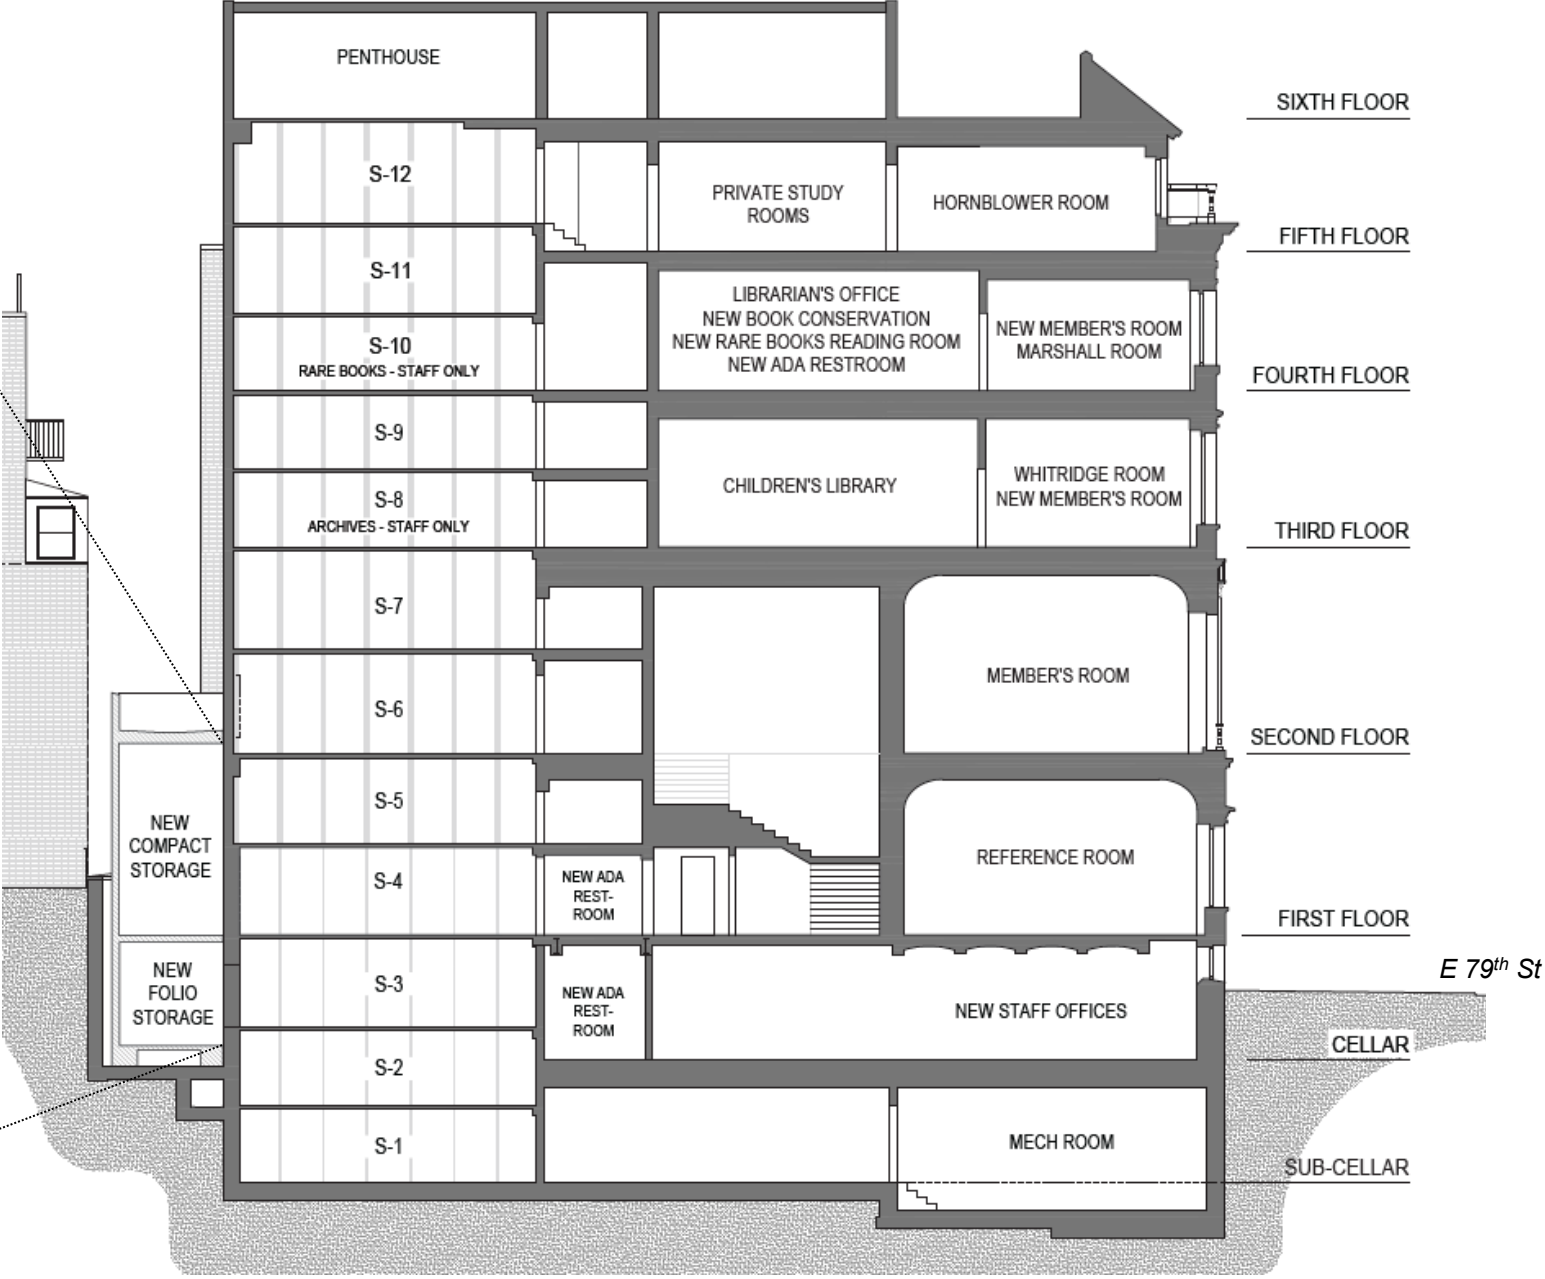 PENTHOUSE
SIXTH FLOOR
S-12
PRIVATE STUDY
ROOMS
HORNBLOWER ROOM
FIFTH FLOOR
S-11
S-10
RARE BOOKS - STAFF ONLY
LIBRARIAN'S OFFICE
NEW BOOK CONSERVATION
NEW RARE BOOKS READING ROOM
NEW ADA RESTROOM
NEW MEMBER'S ROOM
MARSHALL ROOM
FOURTH FLOOR
S-9
S-8
ARCHIVES - STAFF ONLY
CHILDREN'S LIBRARY
WHITRIDGE ROOM
NEW MEMBER'S ROOM
THIRD FLOOR
S-7
S-6
MEMBER'S ROOM
SECOND FLOOR
NEW
COMPACT
STORAGE
S-5
S-4
NEW ADA
REST-
ROOM
REFERENCE ROOM
FIRST FLOOR
E 79th St
NEW
FOLIO
STORAGE
S-3
NEW ADA
REST-
ROOM
NEW STAFF OFFICES
CELLAR
S-2
S-1
MECH ROOM
SUB-CELLAR